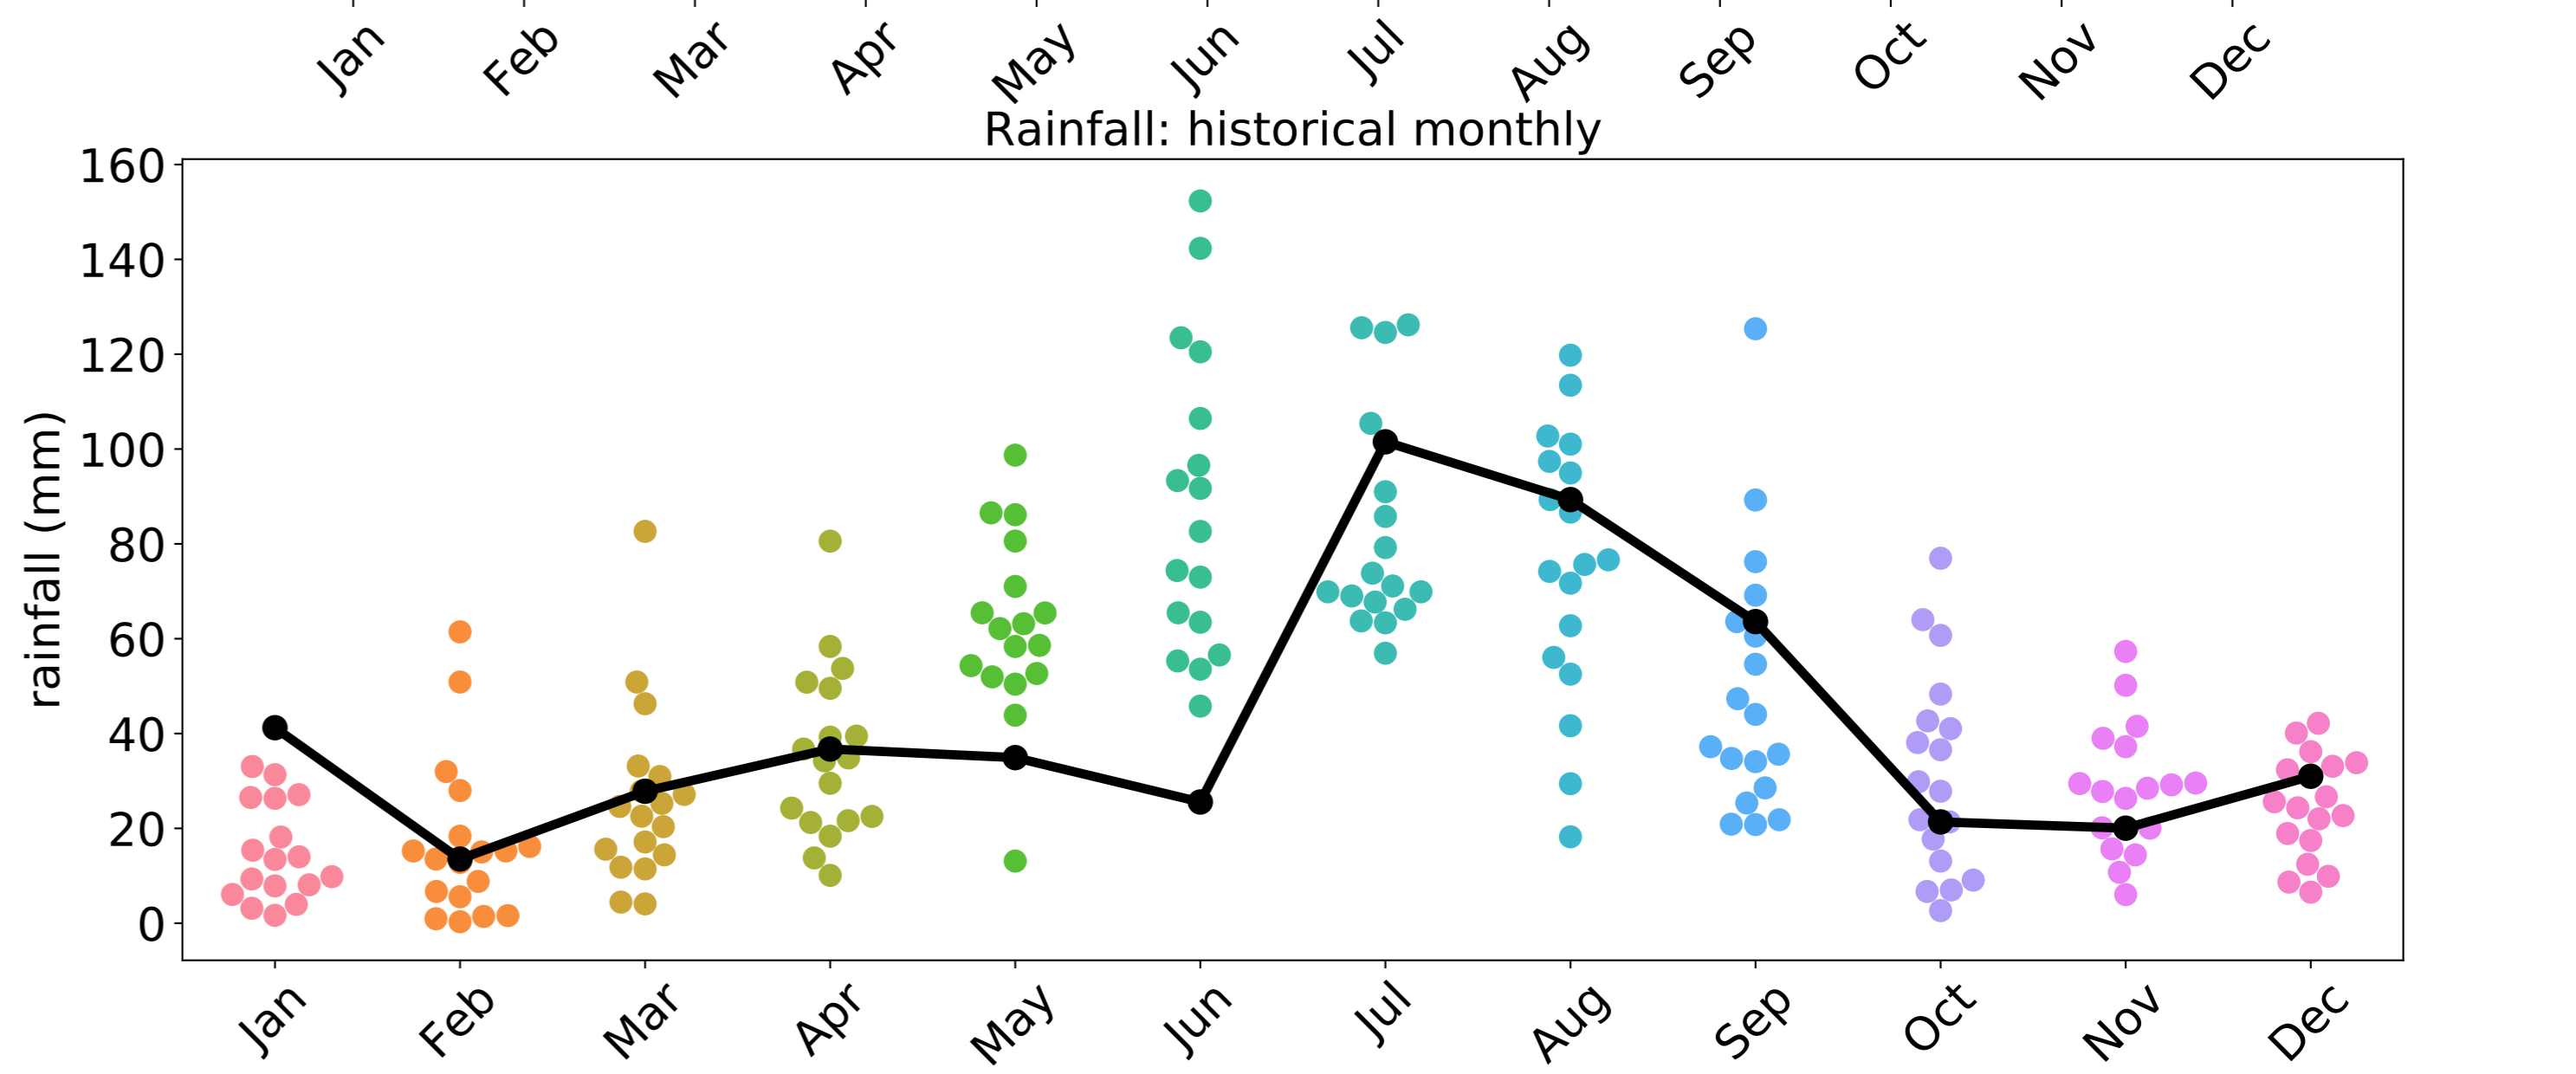 Jan Feb Mar Apr May Jun Jul Aug Sep Oct Nov Dec
Rainfall: historical monthly
rainfall (mm)
160
140
120
100
80
60
40
20
0
Jan Feb Mar Apr May Jun Jul Aug Sep Oct Nov Dec